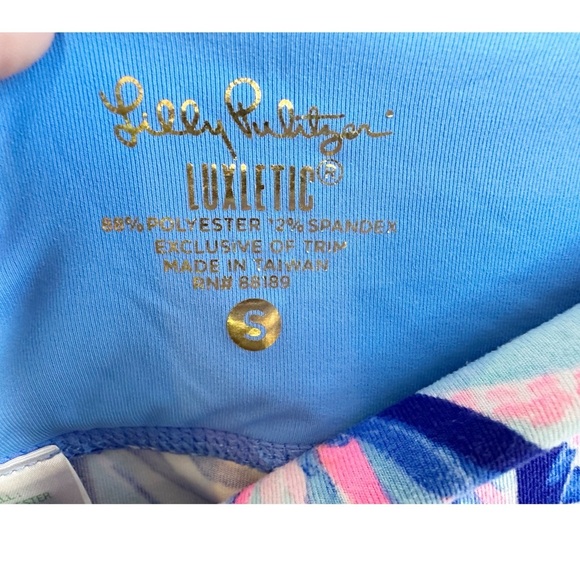 Lilly Pulitzer®
LUXLETIC®
88% POLYESTER 12% SPANDEX
EXCLUSIVE OF TRIM
MADE IN TAIWAN
RN# 88189
S